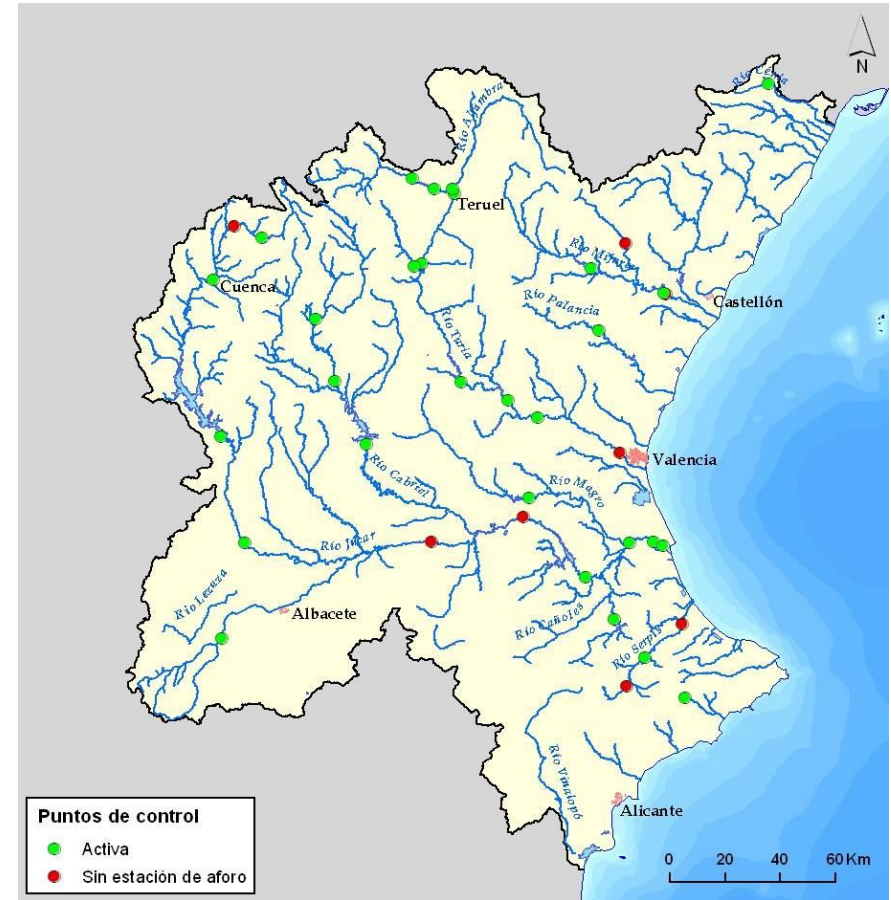 Río Cenia
N
Río Alfambra
Teruel
Río Mijares
Cuenca
Castellón
Río Palancia
Río Turia
Valencia
Río Cabriel
Río Magro
Río Júcar
Río Lezuza
Albacete
Río Cañoles
Río Serpis
Río Vinalopó
Alicante
Puntos de control
Activa
Sin estación de aforo
0 20 40 60 Km